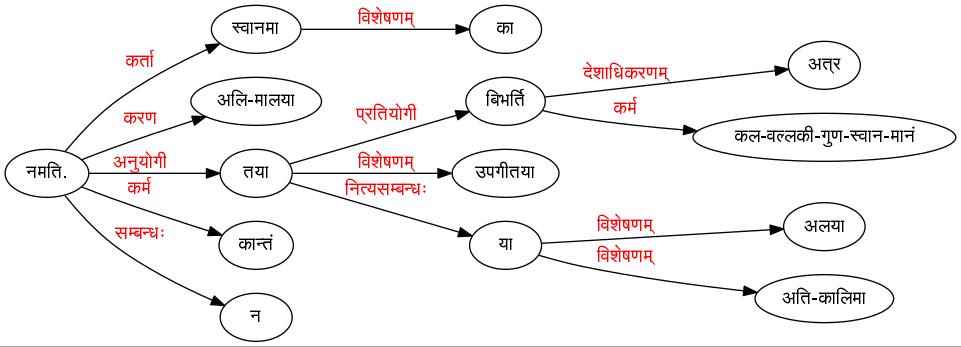 स्वानमा
विशेषणम्
का
कर्ता
अत्र
देशाधिकरणम्
अलि-मालया
बिभर्ति
करण
प्रतियोगी
कर्म
कल-वल्लकी-गुण-स्वान-मानं
नमति.
अनुयोगी
तया
विशेषणम्
उपगीतया
कर्म
नित्यसम्बन्धः
सम्बन्धः
कान्तं
या
विशेषणम्
अलया
विशेषणम्
अति-कालिमा
न